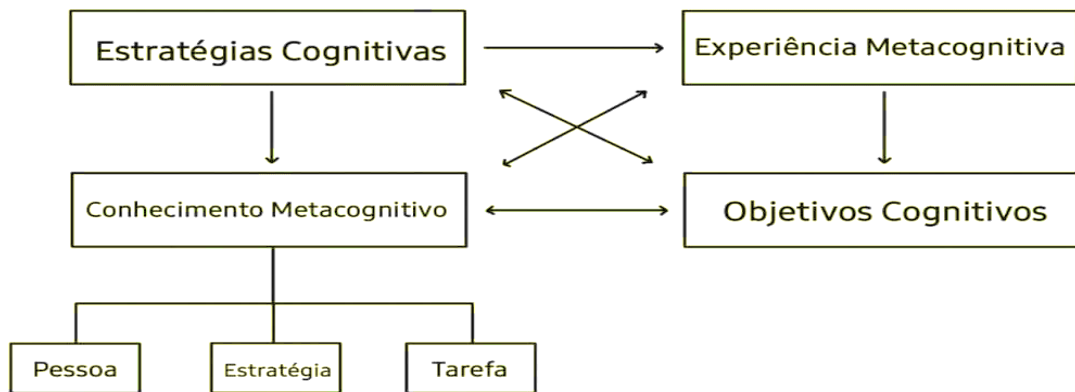 Estratégias Cognitivas
Experiência Metacognitiva
Conhecimento Metacognitivo
Objetivos Cognitivos
Pessoa
Estratégia
Tarefa